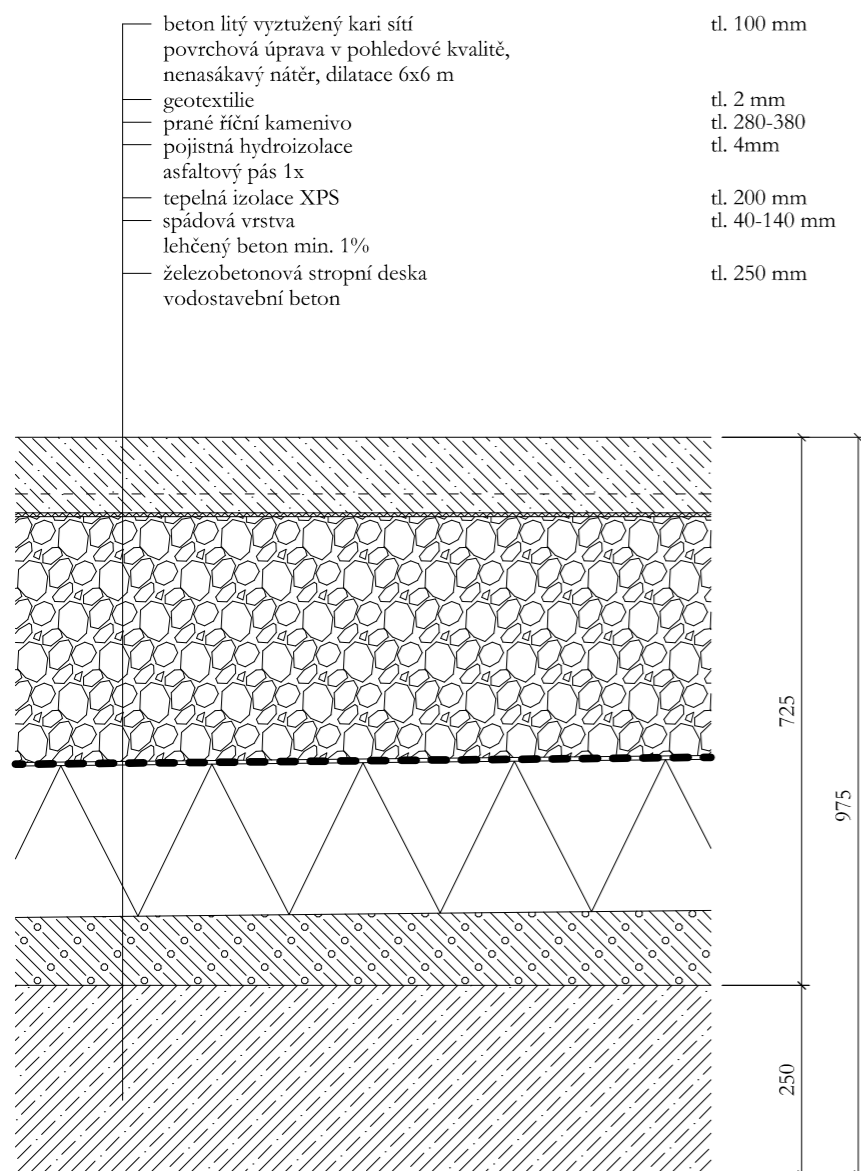 beton litý vyztužený kari sítí tl. 100 mm
povrchová úprava v pohledové kvalitě,
nenasákavý nátěr, dilatace 6x6 m
geotextilie tl. 2 mm
prané říční kamenivo tl. 280-380
pojistná hydroizolace tl. 4mm
asfaltový pás 1x
tepelná izolace XPS tl. 200 mm
spádová vrstva tl. 40-140 mm
lehčený beton min. 1%
železobetonová stropní deska tl. 250 mm
vodostavební beton
725
975
250